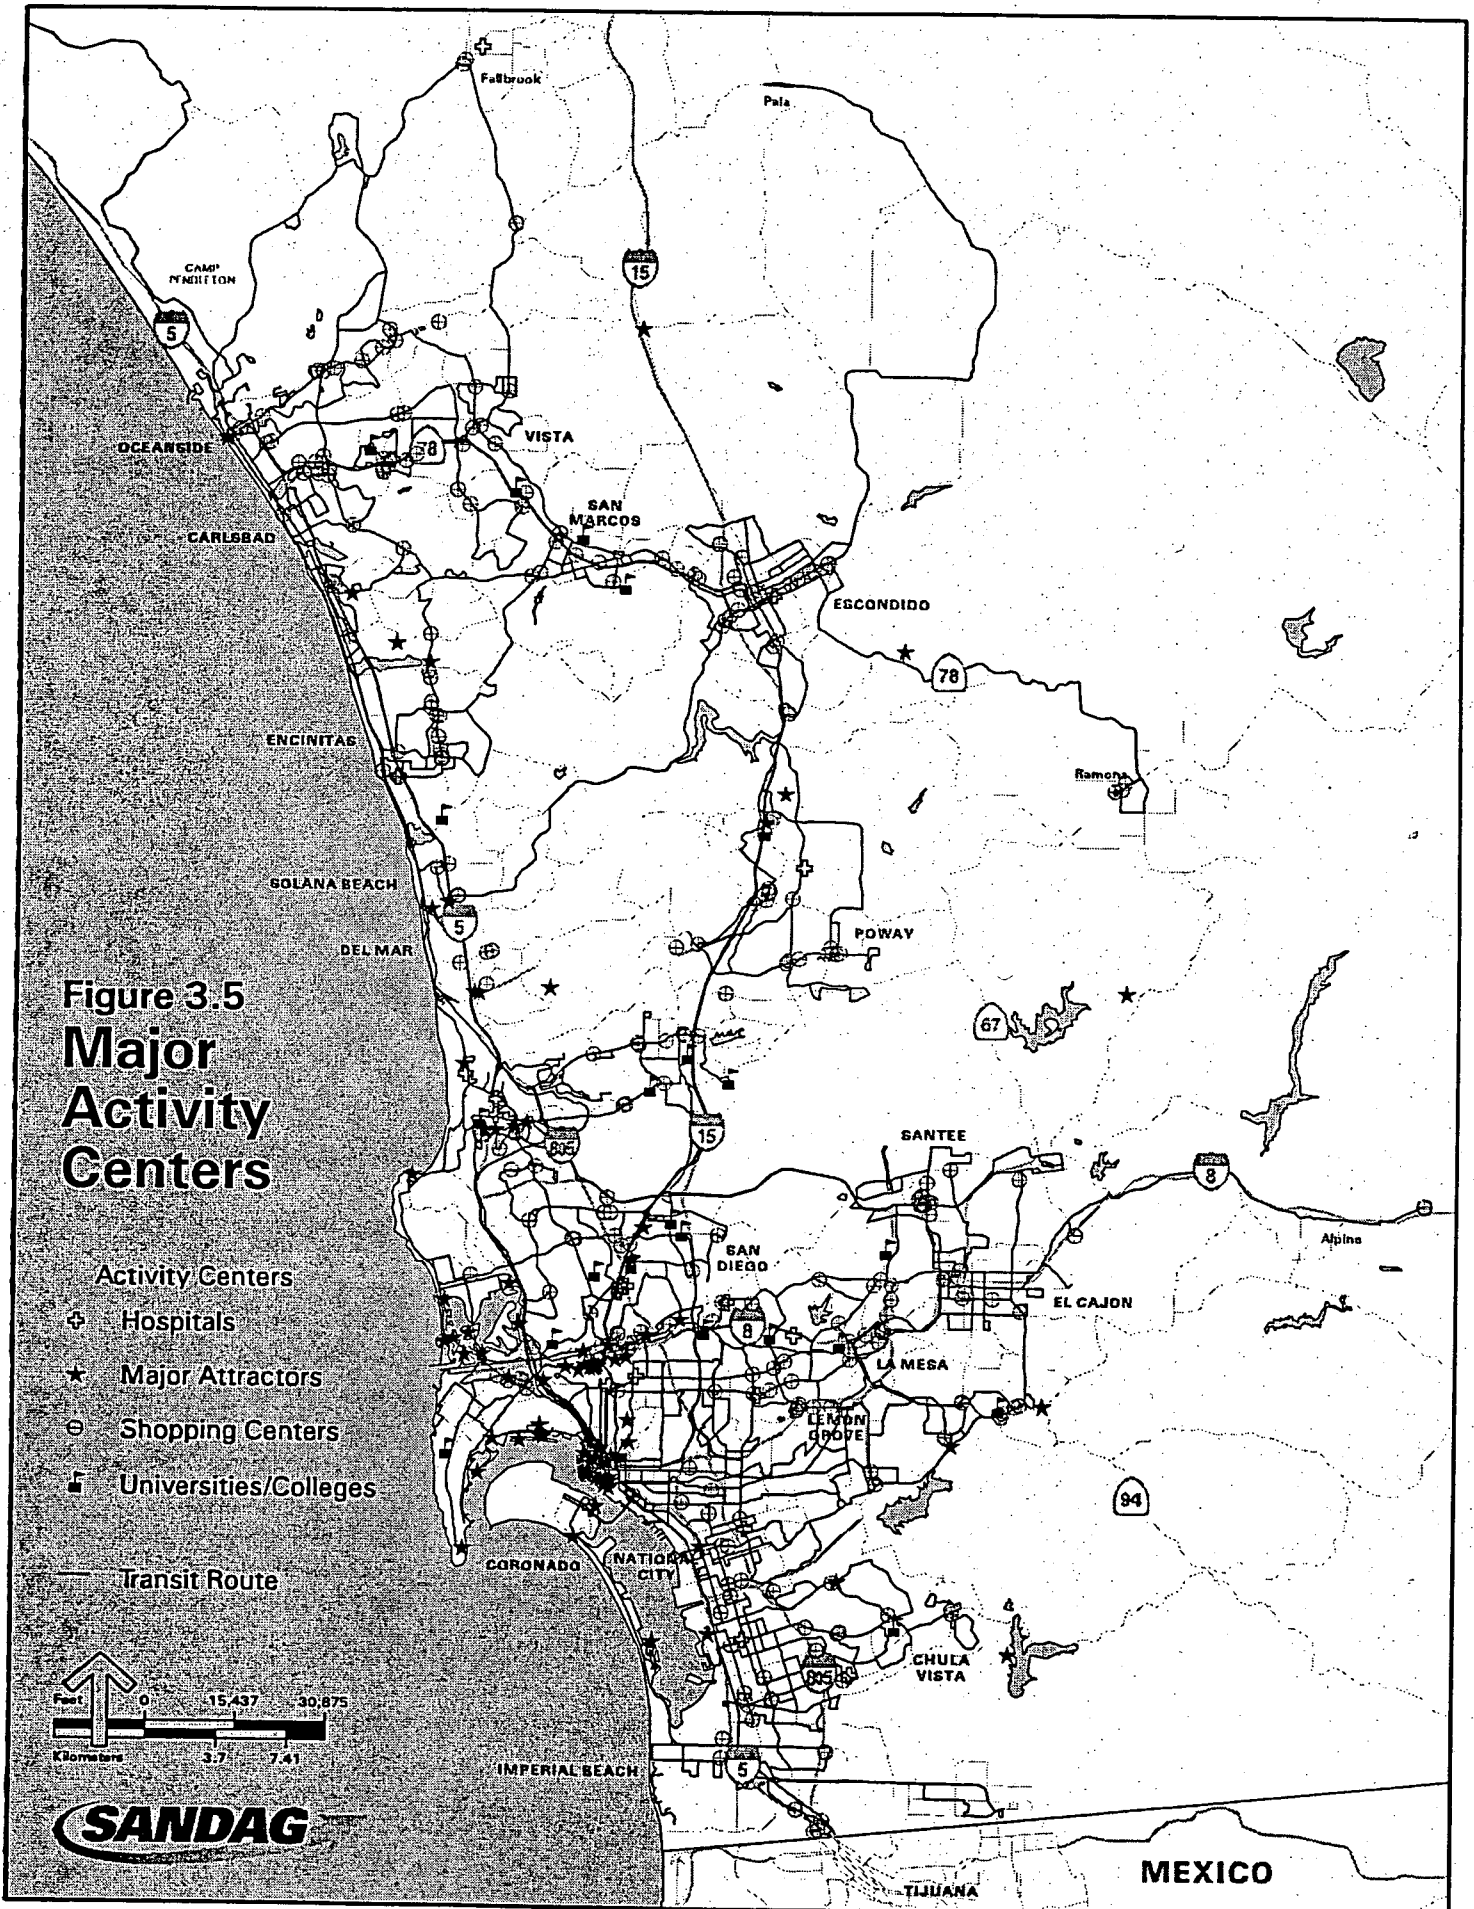 Fallbrook
Pala
CAMP
PENDLETON
15
5
OCEANSIDE
78
VISTA
SAN
MARCOS
CARLSBAD
ESCONDIDO
78
ENCINITAS
Ramona
SOLANA BEACH
5
DEL MAR
POWAY
Figure 3.5
Major
Activity
Centers
67
805
15
SANTEE
8
Alpine
SAN
DIEGO
Activity Centers
Hospitals
Major Attractors
Shopping Centers
Universities/Colleges
Transit Route
EL CAJON
8
LA MESA
LEMON
GROVE
94
CORONADO
NATIONAL
CITY
CHULA
VISTA
805
Feet 0 15,437 30,875
Kilometers 3.7 7.41
IMPERIAL BEACH
5
SANDAG
MEXICO
TIJUANA